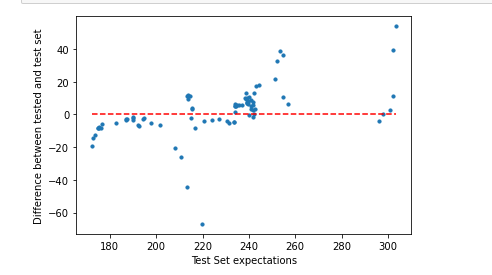 Difference between tested and test set
40
20
0
−20
−40
−60
180 200 220 240 260 280 300
Test Set expectations